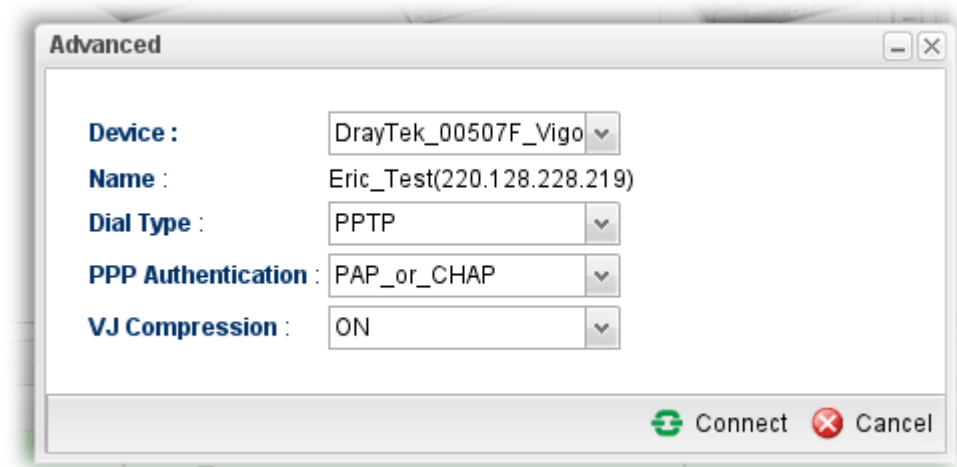 Advanced
Device : DrayTek_00507F_Vigo
Name : Eric_Test(220.128.228.219)
Dial Type : PPTP
PPP Authentication : PAP_or_CHAP
VJ Compression : ON
Connect Cancel